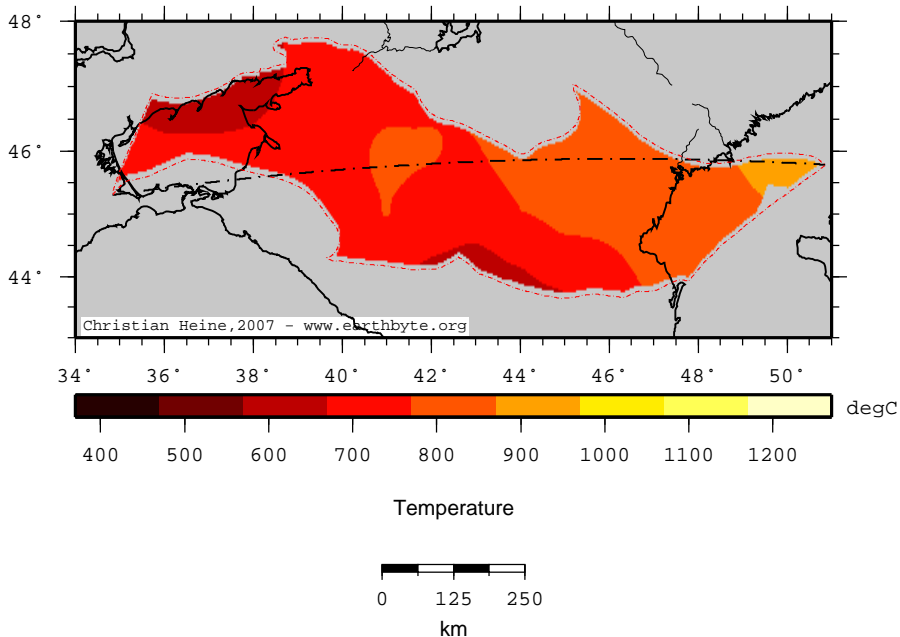 48°
46°
44°
Christian Heine,2007 - www.earthbyte.org
34° 36° 38° 40° 42° 44° 46° 48° 50°
degC
400 500 600 700 800 900 1000 1100 1200
Temperature
0 125 250
km